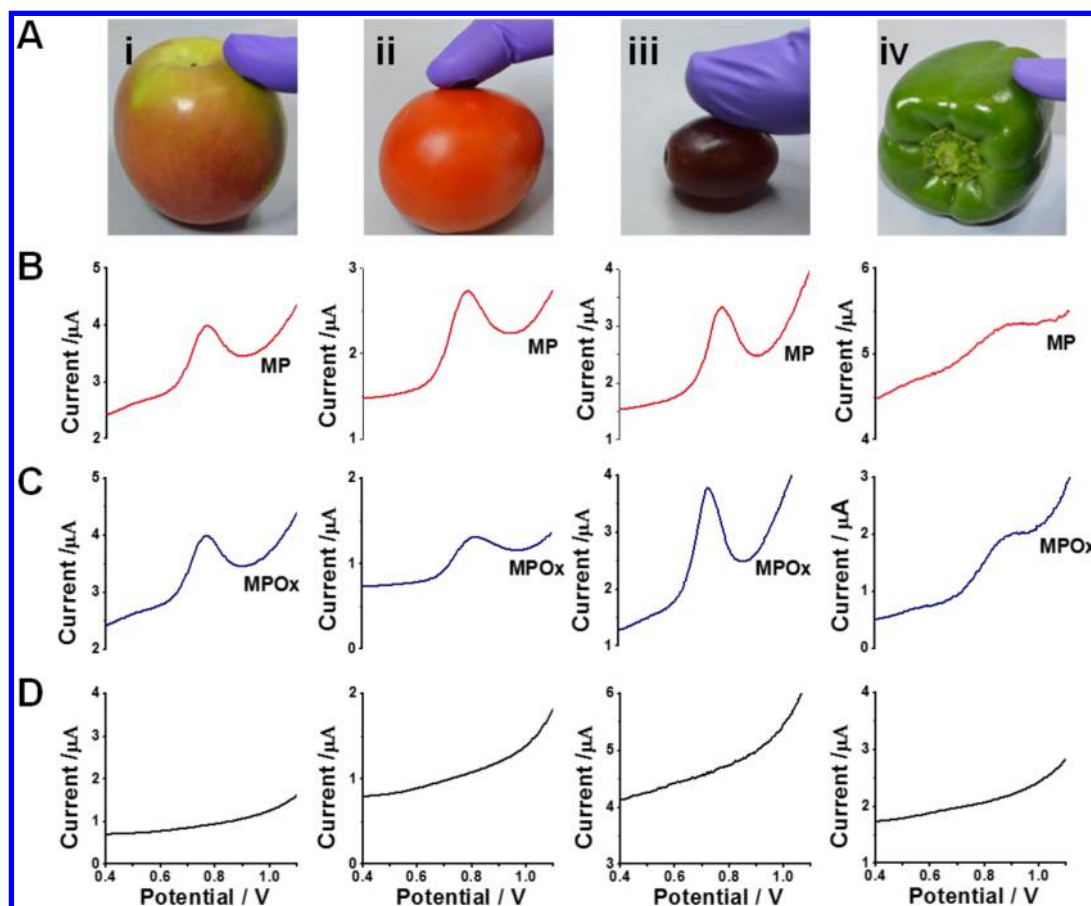 A
i
ii
iii
iv
B
5
4
3
2
Current /µA
MP
3
2
1
Current /µA
MP
4
3
2
1
Current /µA
MP
6
5
4
Current /µA
MP
C
5
4
3
2
Current /µA
MPOx
2
1
0
Current /µA
MPOx
4
3
2
1
Current /µA
MPOx
3
2
1
0
Current / µA
MPOx
D
4
3
2
1
0
Current /µA
0.4 0.6 0.8 1.0
Potential / V
2
1
0
Current /µA
0.4 0.6 0.8 1.0
Potential / V
6
5
4
3
Current /µA
0.4 0.6 0.8 1.0
Potential / V
4
3
2
1
Current /µA
0.4 0.6 0.8 1.0
Potential / V